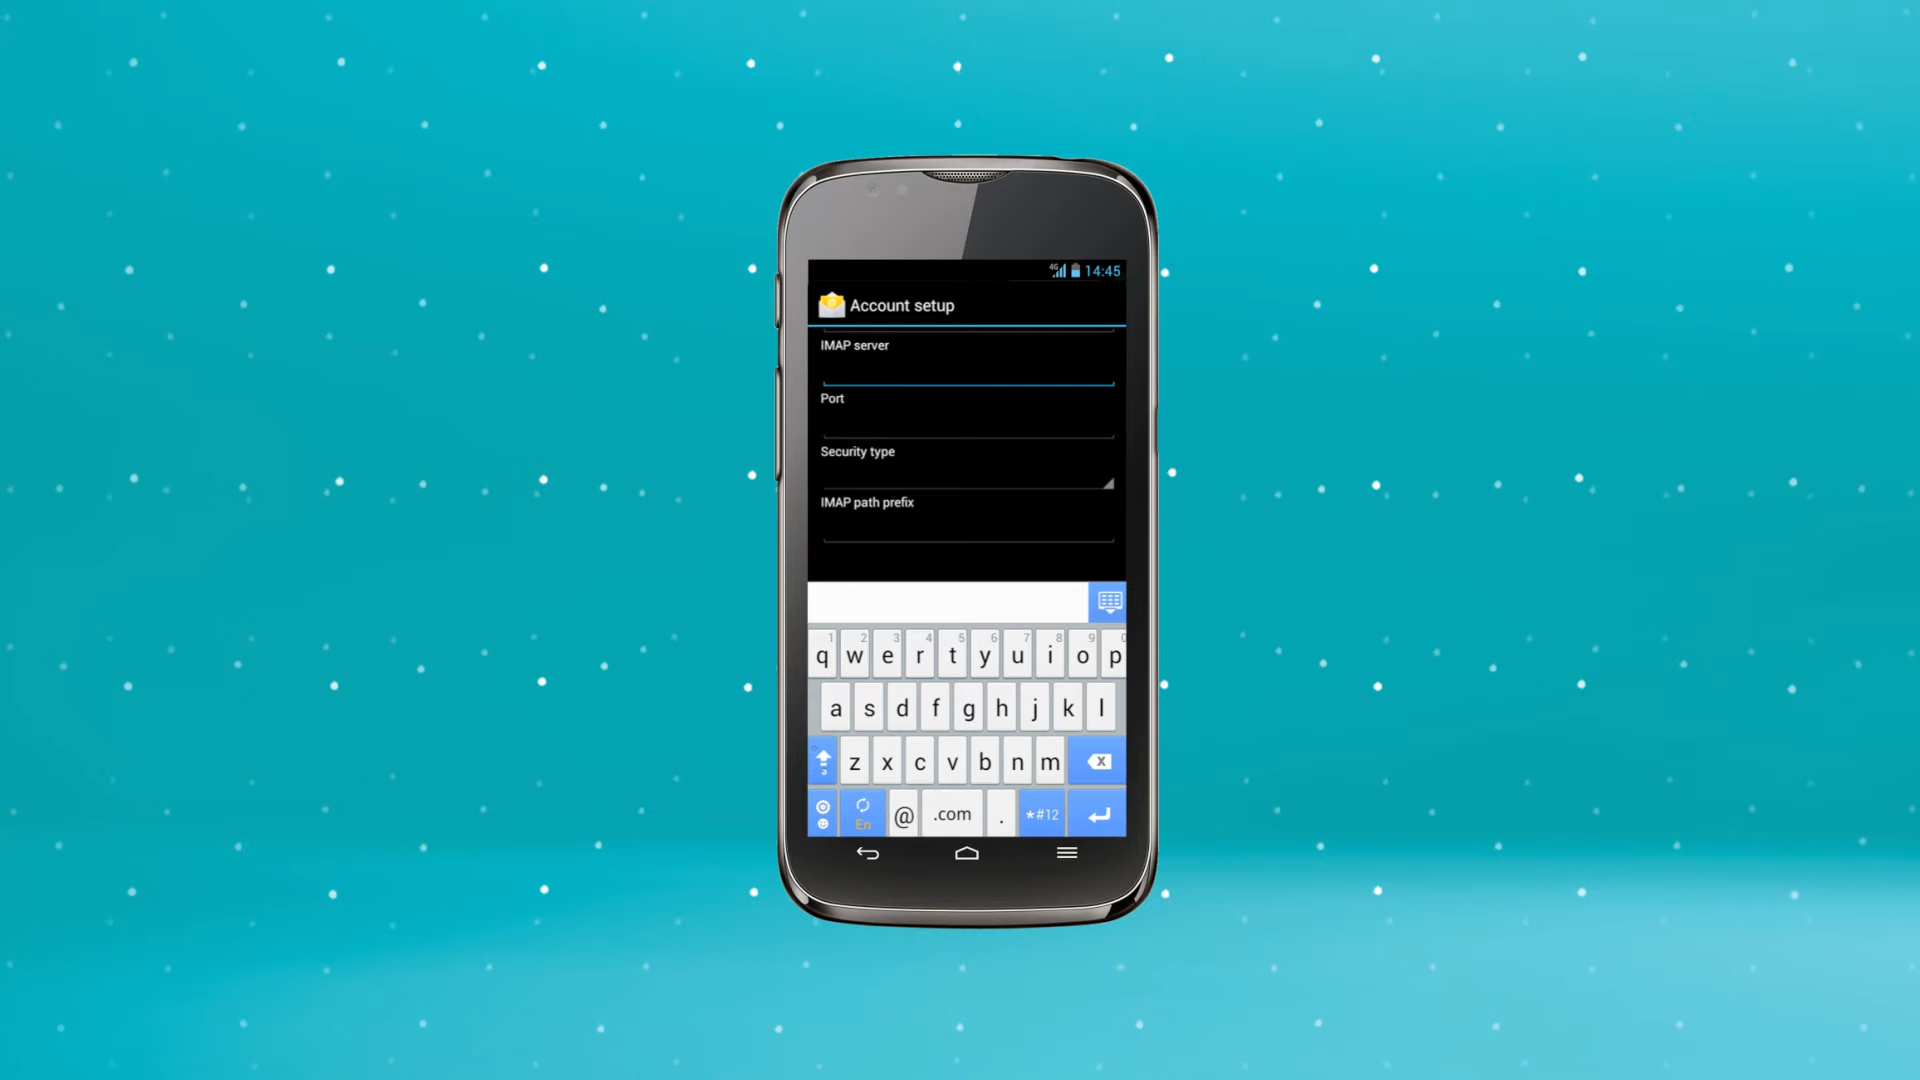 4G 14:45
Account setup
IMAP server
Port
Security type
IMAP path prefix
1 2 3 4 5 6 7 8 9 0
q w e r t y u i o p
a s d f g h j k l
a z x c v b n m x
En @ .com . *#12